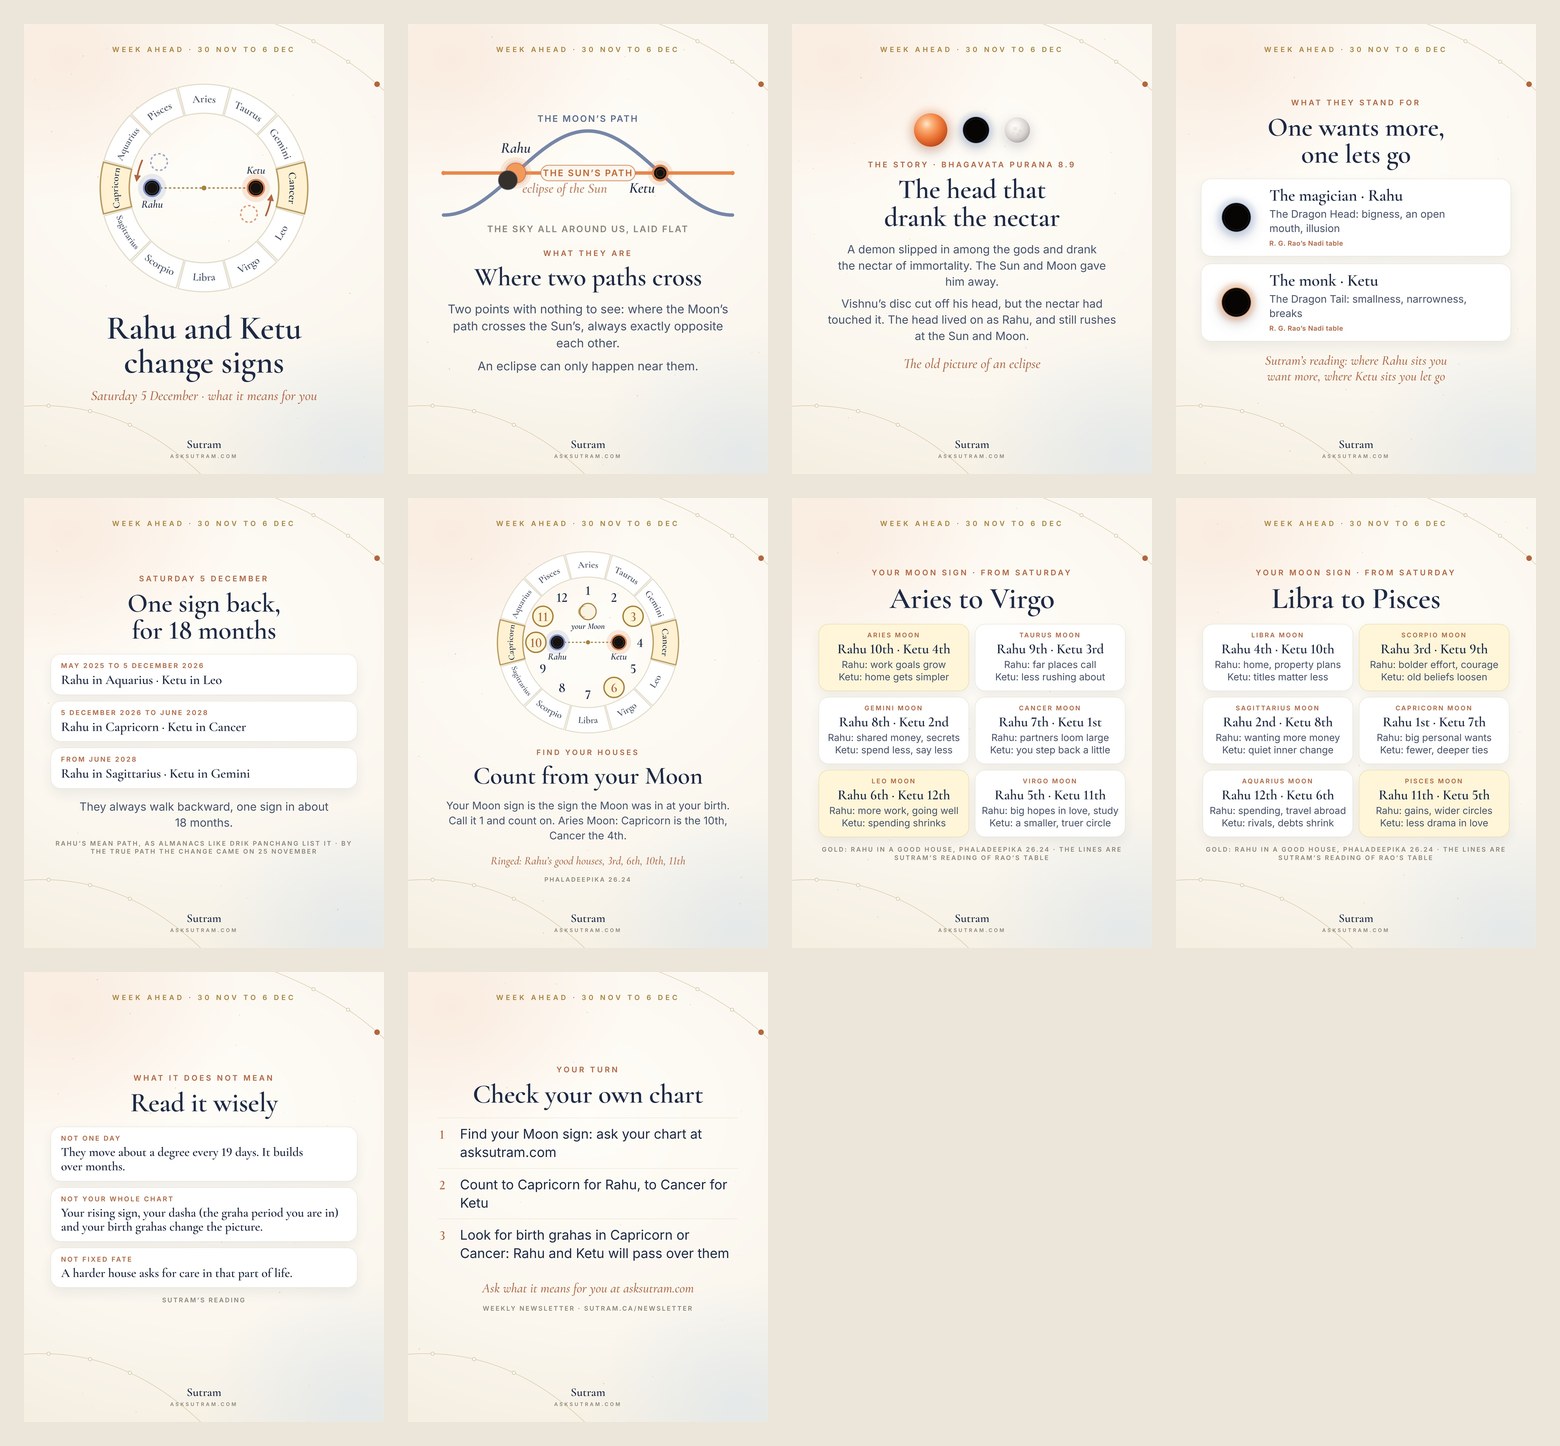 WEEK AHEAD · 30 NOV TO 6 DEC
Aries
Taurus
Gemini
Cancer
Leo
Virgo
Libra
Scorpio
Sagittarius
Capricorn
Aquarius
Pisces
Ketu
Rahu
Rahu and Ketu
change signs
Saturday 5 December · what it means for you
Sutram
ASKSUTRAM.COM
WEEK AHEAD · 30 NOV TO 6 DEC
THE MOON'S PATH
Rahu
THE SUN'S PATH
eclipse of the Sun
Ketu
THE SKY ALL AROUND US, LAID FLAT
WHAT THEY ARE
Where two paths cross
Two points with nothing to see: where the Moon's
path crosses the Sun's, always exactly opposite
each other.
An eclipse can only happen near them.
Sutram
ASKSUTRAM.COM
WEEK AHEAD · 30 NOV TO 6 DEC
THE STORY · BHAGAVATA PURANA 8.9
The head that
drank the nectar
A demon slipped in among the gods and drank
the nectar of immortality. The Sun and Moon gave
him away.
Vishnu's disc cut off his head, but the nectar had
touched it. The head lived on as Rahu, and still rushes
at the Sun and Moon.
The old picture of an eclipse
Sutram
ASKSUTRAM.COM
WEEK AHEAD · 30 NOV TO 6 DEC
WHAT THEY STAND FOR
One wants more,
one lets go
The magician · Rahu
The Dragon Head: bigness, an open
mouth, illusion
R. G. Rao's Nadi table
The monk · Ketu
The Dragon Tail: smallness, narrowness,
breaks
R. G. Rao's Nadi table
Sutram's reading: where Rahu sits you
want more, where Ketu sits you let go
Sutram
ASKSUTRAM.COM
WEEK AHEAD · 30 NOV TO 6 DEC
SATURDAY 5 DECEMBER
One sign back,
for 18 months
MAY 2025 TO 5 DECEMBER 2026
Rahu in Aquarius · Ketu in Leo
5 DECEMBER 2026 TO JUNE 2028
Rahu in Capricorn · Ketu in Cancer
FROM JUNE 2028
Rahu in Sagittarius · Ketu in Gemini
They always walk backward, one sign in about
18 months.
RAHU'S MEAN PATH, AS ALMANACS LIKE DRIK PANCHANG LIST IT · BY
THE TRUE PATH THE CHANGE CAME ON 25 NOVEMBER
Sutram
ASKSUTRAM.COM
WEEK AHEAD · 30 NOV TO 6 DEC
Aries
Taurus
Gemini
Cancer
Leo
Virgo
Libra
Scorpio
Sagittarius
Capricorn
Aquarius
Pisces
1
2
3
4
5
6
7
8
9
10
11
12
your Moon
Rahu
Ketu
FIND YOUR HOUSES
Count from your Moon
Your Moon sign is the sign the Moon was in at your birth.
Call it 1 and count on. Aries Moon: Capricorn is the 10th,
Cancer the 4th.
Ringed: Rahu's good houses, 3rd, 6th, 10th, 11th
PHALADEEPIKA 26.24
Sutram
ASKSUTRAM.COM
WEEK AHEAD · 30 NOV TO 6 DEC
YOUR MOON SIGN · FROM SATURDAY
Aries to Virgo
ARIES MOON
Rahu 10th · Ketu 4th
Rahu: work goals grow
Ketu: home gets simpler
TAURUS MOON
Rahu 9th · Ketu 3rd
Rahu: far places call
Ketu: less rushing about
GEMINI MOON
Rahu 8th · Ketu 2nd
Rahu: shared money, secrets
Ketu: spend less, say less
CANCER MOON
Rahu 7th · Ketu 1st
Rahu: partners loom large
Ketu: you step back a little
LEO MOON
Rahu 6th · Ketu 12th
Rahu: more work, going well
Ketu: spending shrinks
VIRGO MOON
Rahu 5th · Ketu 11th
Rahu: big hopes in love, study
Ketu: a smaller, truer circle
GOLD: RAHU IN A GOOD HOUSE, PHALADEEPIKA 26.24 · THE LINES ARE
SUTRAM'S READING OF RAO'S TABLE
Sutram
ASKSUTRAM.COM
WEEK AHEAD · 30 NOV TO 6 DEC
YOUR MOON SIGN · FROM SATURDAY
Libra to Pisces
LIBRA MOON
Rahu 4th · Ketu 10th
Rahu: home, property plans
Ketu: titles matter less
SCORPIO MOON
Rahu 3rd · Ketu 9th
Rahu: bolder effort, courage
Ketu: old beliefs loosen
SAGITTARIUS MOON
Rahu 2nd · Ketu 8th
Rahu: wanting more money
Ketu: quiet inner change
CAPRICORN MOON
Rahu 1st · Ketu 7th
Rahu: big personal wants
Ketu: fewer, deeper ties
AQUARIUS MOON
Rahu 12th · Ketu 6th
Rahu: spending, travel abroad
Ketu: rivals, debts shrink
PISCES MOON
Rahu 11th · Ketu 5th
Rahu: gains, wider circles
Ketu: less drama in love
GOLD: RAHU IN A GOOD HOUSE, PHALADEEPIKA 26.24 · THE LINES ARE
SUTRAM'S READING OF RAO'S TABLE
Sutram
ASKSUTRAM.COM
WEEK AHEAD · 30 NOV TO 6 DEC
WHAT IT DOES NOT MEAN
Read it wisely
NOT ONE DAY
They move about a degree every 19 days. It builds
over months.
NOT YOUR WHOLE CHART
Your rising sign, your dasha (the graha period you are in)
and your birth grahas change the picture.
NOT FIXED FATE
A harder house asks for care in that part of life.
SUTRAM'S READING
Sutram
ASKSUTRAM.COM
WEEK AHEAD · 30 NOV TO 6 DEC
YOUR TURN
Check your own chart
1 Find your Moon sign: ask your chart at
asksutram.com
2 Count to Capricorn for Rahu, to Cancer for
Ketu
3 Look for birth grahas in Capricorn or
Cancer: Rahu and Ketu will pass over them
Ask what it means for you at asksutram.com
WEEKLY NEWSLETTER · SUTRAM.CA/NEWSLETTER
Sutram
ASKSUTRAM.COM